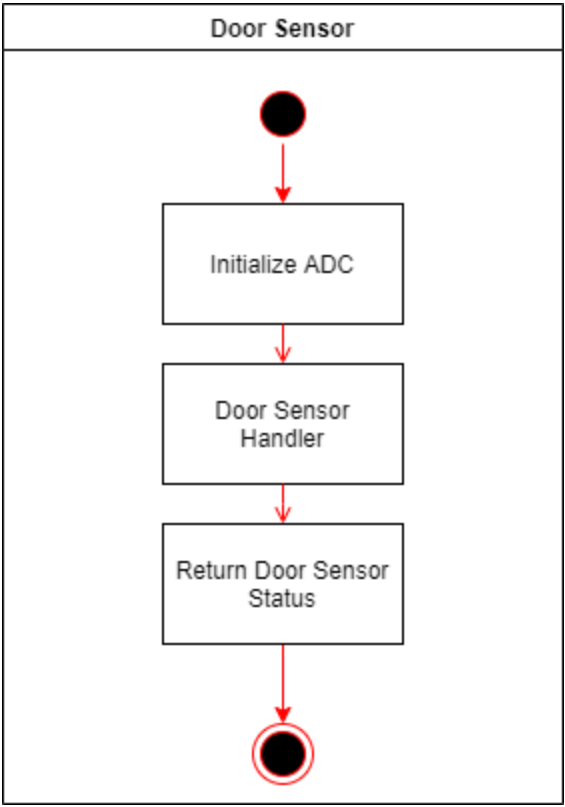 Door Sensor
Initialize ADC
Door Sensor
Handler
Return Door Sensor
Status